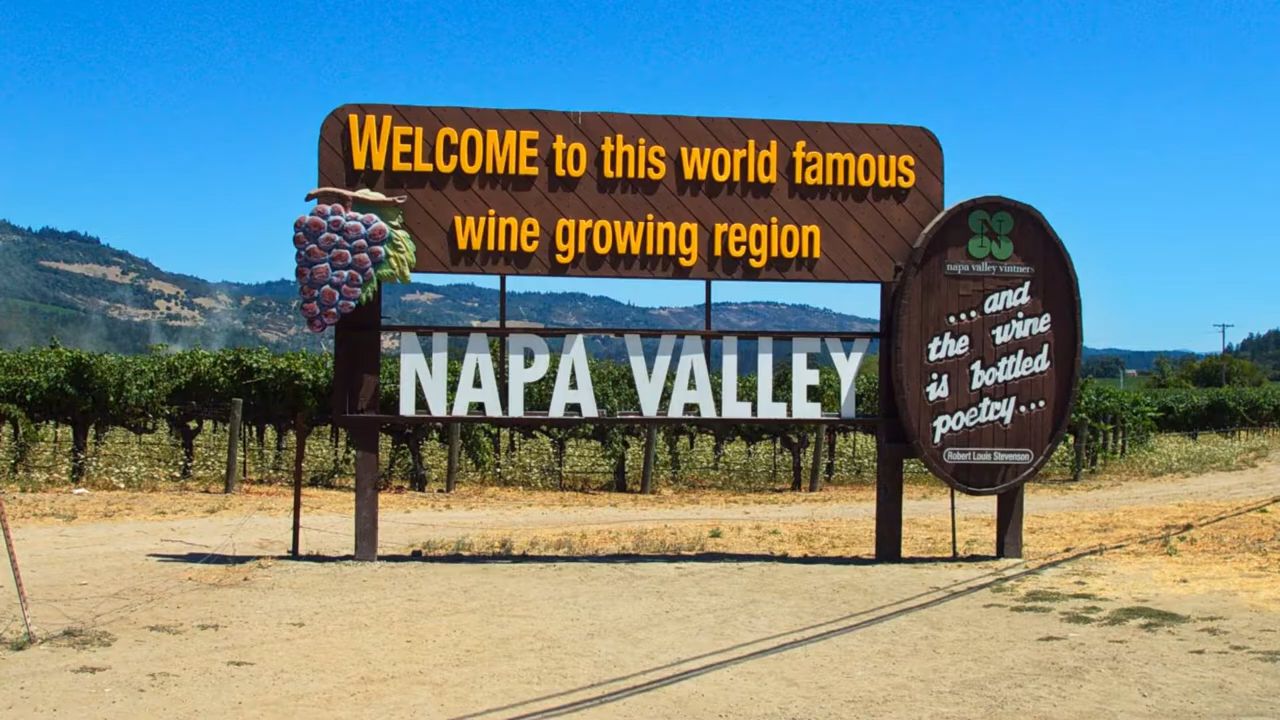 WELCOME to this world famous
wine growing region
NAPA VALLEY
napa valley vintners
...and
the wine
is bottled
poetry...
Robert Louis Stevenson